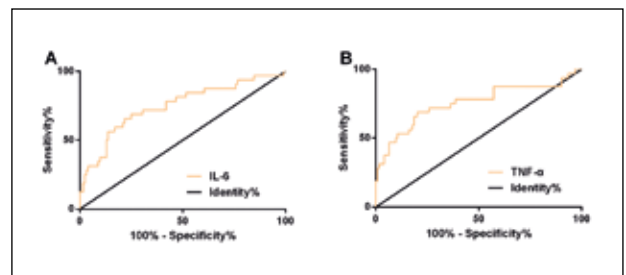 A
100
50
0
Sensitivity%
IL-6
Identity%
0
50
100
100% - Specificity%
B
100
50
0
Sensitivity%
TNF-α
Identity%
0
50
100
100% - Specificity%